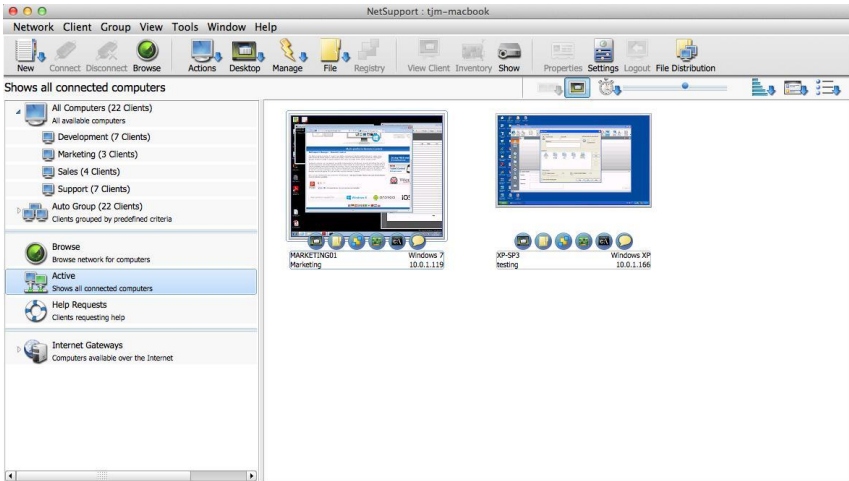 NetSupport : tjm-macbook
Network Client Group View Tools Window Help
New Connect Disconnect Browse Actions Desktop Manage File Registry View Client Inventory Show Properties Settings Logout File Distribution
Shows all connected computers
All Computers (22 Clients)
All available computers
Development (7 Clients)
Marketing (3 Clients)
Sales (4 Clients)
Support (7 Clients)
Auto Group (22 Clients)
Clients grouped by predefined criteria
Browse
Browse network for computers
Active
Shows all connected computers
Help Requests
Clients requesting help
Internet Gateways
Computers available over the Internet
MARKETING01 Windows 7
Marketing 10.0.1.119
XP-SP3 Windows XP
testing 10.0.1.166